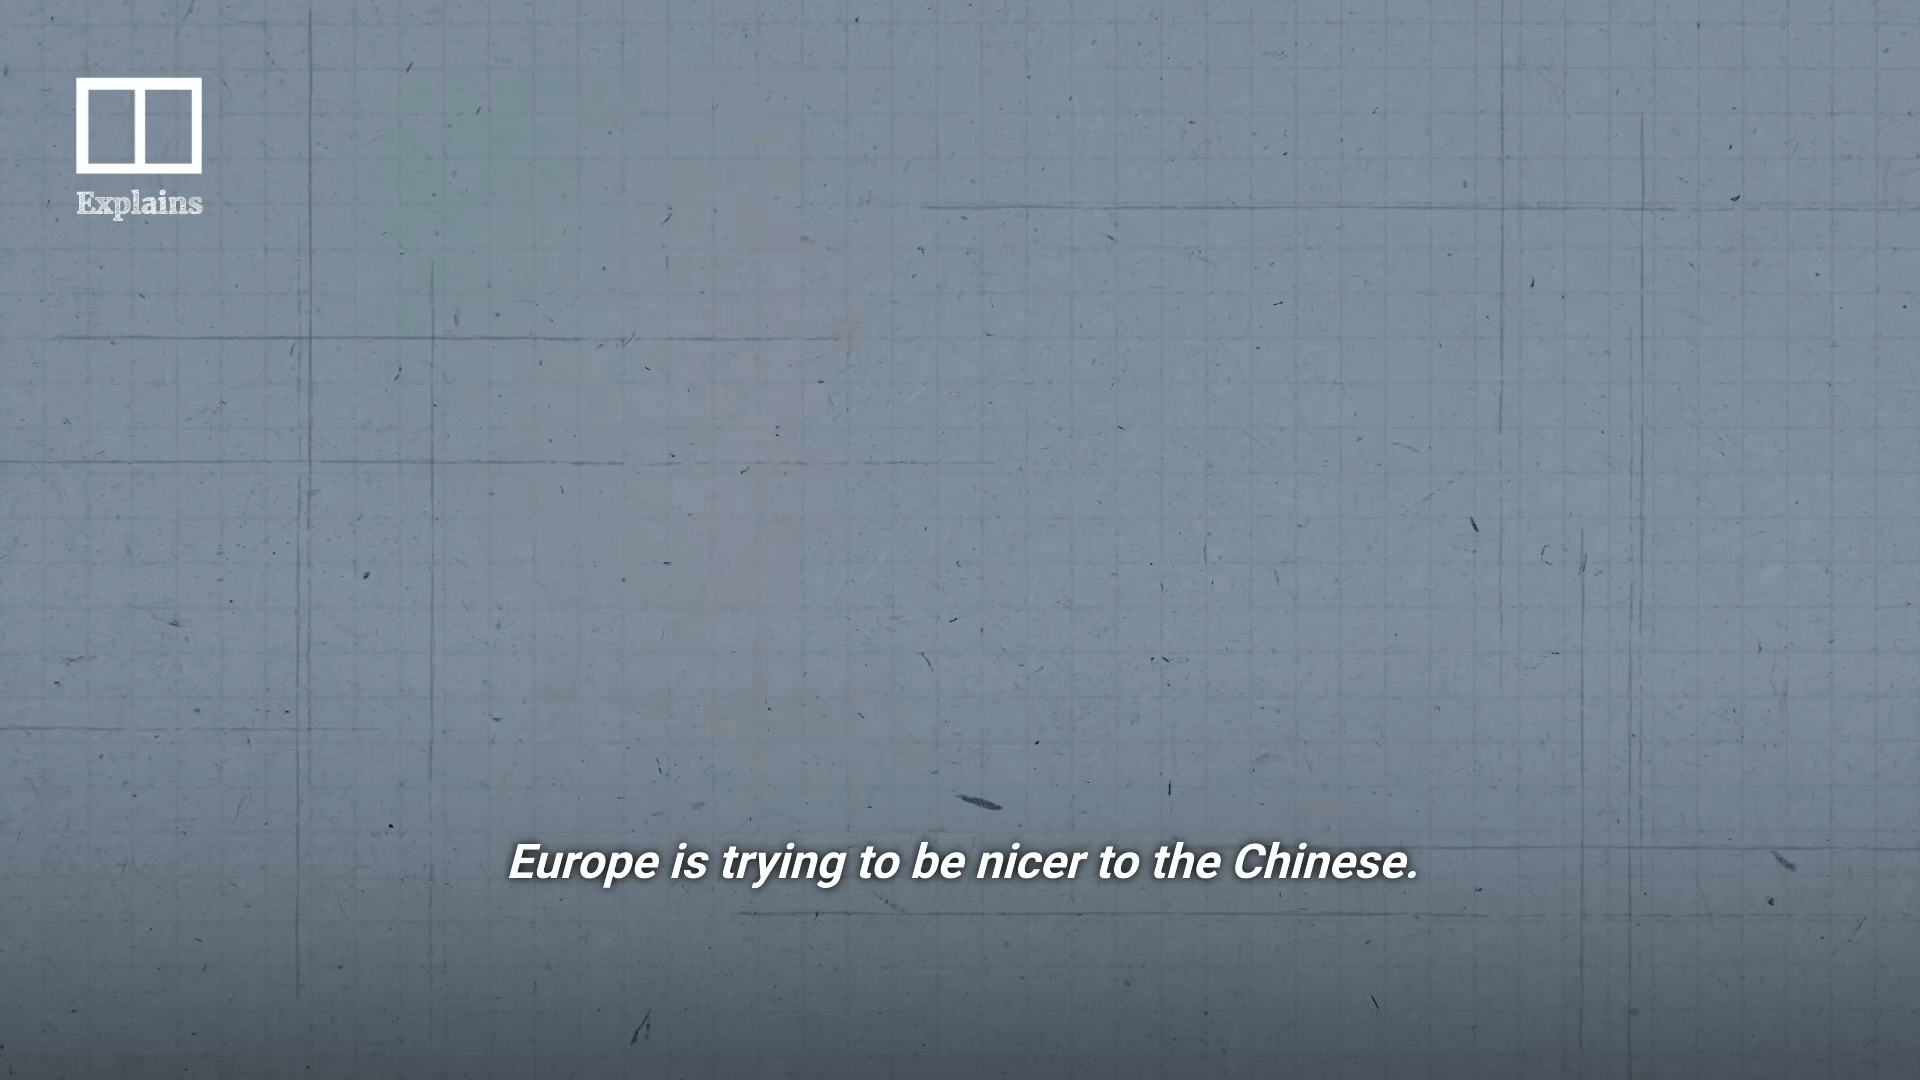 Explains
Europe is trying to be nicer to the Chinese.